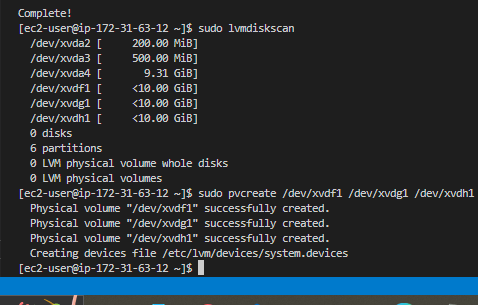 Complete!
[ec2-user@ip-172-31-63-12 ~]$ sudo lvmdiskscan
/dev/xvda2 [ 200.00 MiB]
/dev/xvda3 [ 500.00 MiB]
/dev/xvda4 [ 9.31 GiB]
/dev/xvdf1 [ <10.00 GiB]
/dev/xvdg1 [ <10.00 GiB]
/dev/xvdh1 [ <10.00 GiB]
0 disks
6 partitions
0 LVM physical volume whole disks
0 LVM physical volumes
[ec2-user@ip-172-31-63-12 ~]$ sudo pvcreate /dev/xvdf1 /dev/xvdg1 /dev/xvdh1
Physical volume "/dev/xvdf1" successfully created.
Physical volume "/dev/xvdg1" successfully created.
Physical volume "/dev/xvdh1" successfully created.
Creating devices file /etc/lvm/devices/system.devices
[ec2-user@ip-172-31-63-12 ~]$